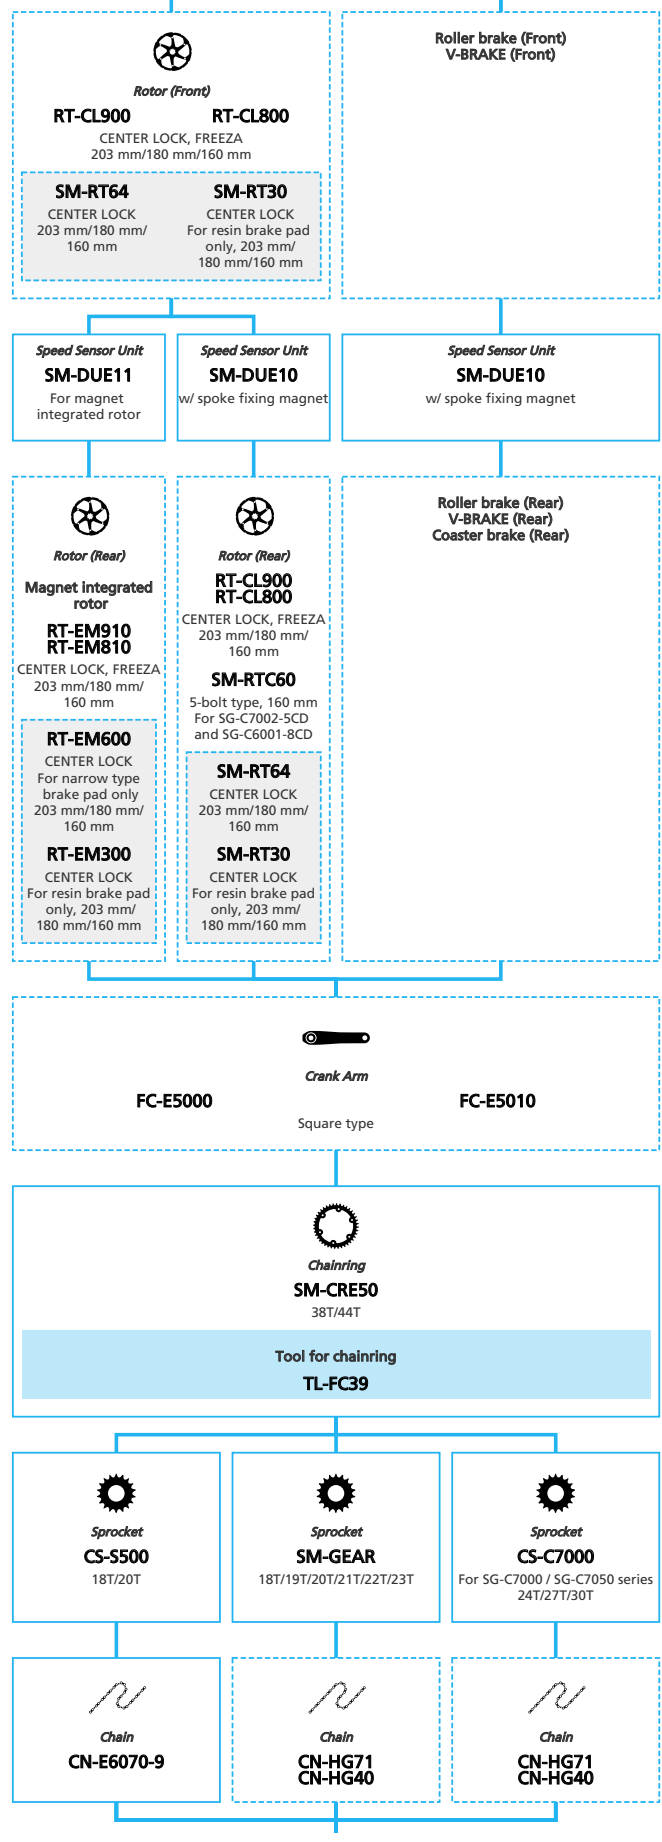 Rotor (Front)
RT-CL900
RT-CL800
CENTER LOCK, FREEZA
203 mm/180 mm/160 mm
SM-RT64
CENTER LOCK
203 mm/180 mm/
160 mm
SM-RT30
CENTER LOCK
For resin brake pad
only, 203 mm/
180 mm/160 mm
Roller brake (Front)
V-BRAKE (Front)
Speed Sensor Unit
SM-DUE11
For magnet
integrated rotor
Speed Sensor Unit
SM-DUE10
w/ spoke fixing magnet
Speed Sensor Unit
SM-DUE10
w/ spoke fixing magnet
Rotor (Rear)
Magnet integrated
rotor
RT-EM910
RT-EM810
CENTER LOCK, FREEZA
203 mm/180 mm/
160 mm
RT-EM600
CENTER LOCK
For narrow type
brake pad only
203 mm/180 mm/
160 mm
RT-EM300
CENTER LOCK
For resin brake pad
only, 203 mm/
180 mm/160 mm
Rotor (Rear)
RT-CL900
RT-CL800
CENTER LOCK, FREEZA
203 mm/180 mm/
160 mm
SM-RTC60
5-bolt type, 160 mm
For SG-C7002-5CD
and SG-C6001-8CD
SM-RT64
CENTER LOCK
203 mm/180 mm/
160 mm
SM-RT30
CENTER LOCK
For resin brake pad
only, 203 mm/
180 mm/160 mm
Roller brake (Rear)
V-BRAKE (Rear)
Coaster brake (Rear)
Crank Arm
FC-E5000
FC-E5010
Square type
Chainring
SM-CRE50
38T/44T
Tool for chainring
TL-FC39
Sprocket
CS-S500
18T/20T
Sprocket
SM-GEAR
18T/19T/20T/21T/22T/23T
Sprocket
CS-C7000
For SG-C7000 / SG-C7050 series
24T/27T/30T
Chain
CN-E6070-9
Chain
CN-HG71
CN-HG40
Chain
CN-HG71
CN-HG40